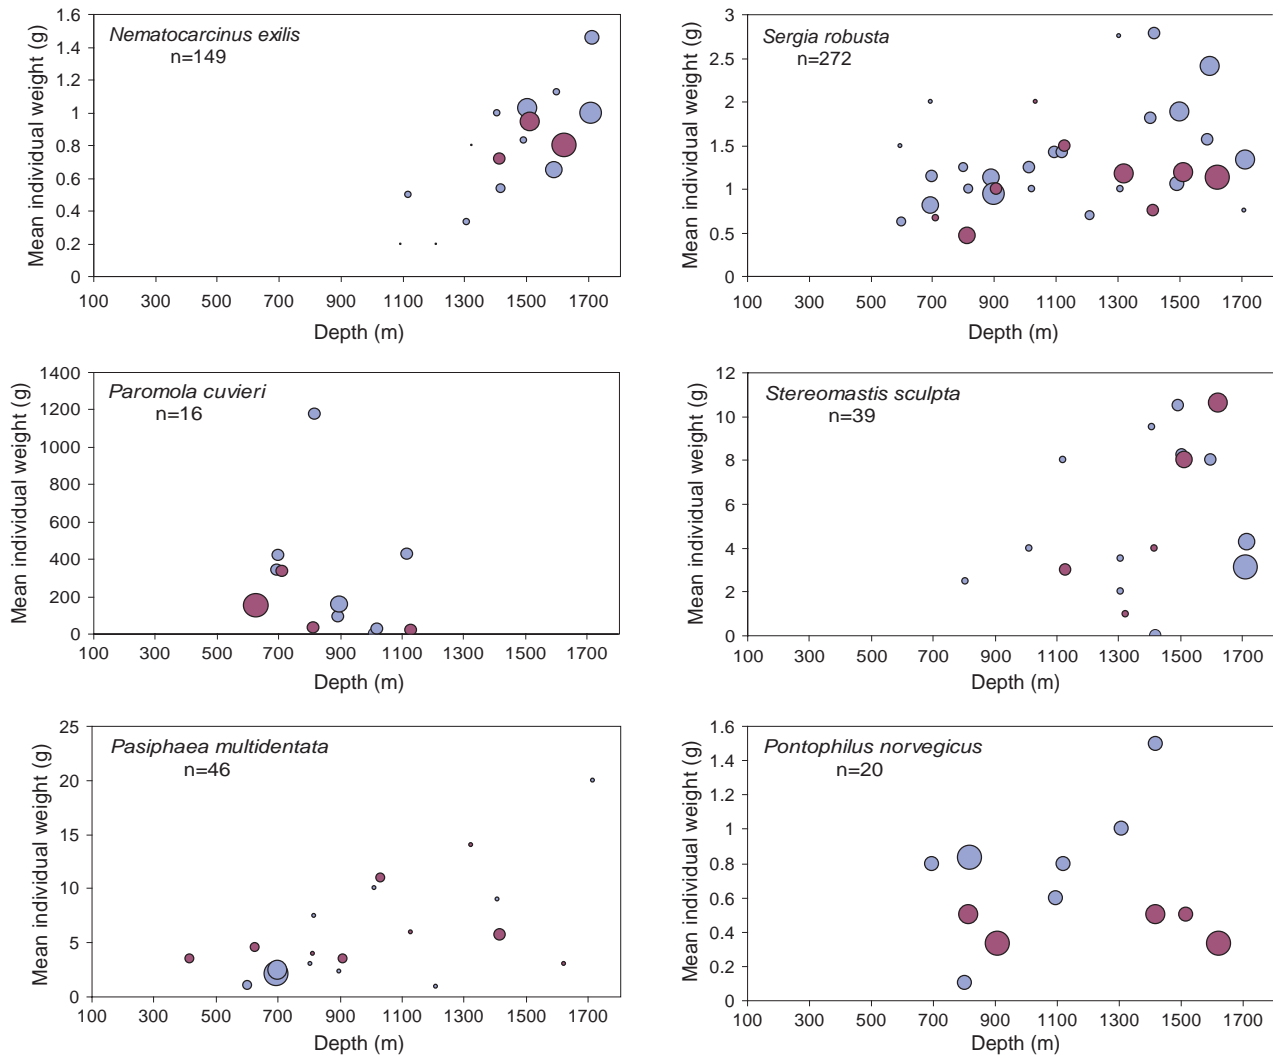 Nematocarcinus exilis
n=149
Mean individual weight (g)
1.6
1.4
1.2
1
0.8
0.6
0.4
0.2
0
100 300 500 700 900 1100 1300 1500 1700
Depth (m)
Sergia robusta
n=272
Mean individual weight (g)
3
2.5
2
1.5
1
0.5
0
100 300 500 700 900 1100 1300 1500 1700
Depth (m)
Paromola cuvieri
n=16
Mean individual weight (g)
1400
1200
1000
800
600
400
200
0
100 300 500 700 900 1100 1300 1500 1700
Depth (m)
Stereomastis sculpta
n=39
Mean individual weight (g)
12
10
8
6
4
2
0
100 300 500 700 900 1100 1300 1500 1700
Depth (m)
Pasiphaea multidentata
n=46
Mean individual weight (g)
25
20
15
10
5
0
100 300 500 700 900 1100 1300 1500 1700
Depth (m)
Pontophilus norvegicus
n=20
Mean individual weight (g)
1.6
1.4
1.2
1
0.8
0.6
0.4
0.2
0
100 300 500 700 900 1100 1300 1500 1700
Depth (m)